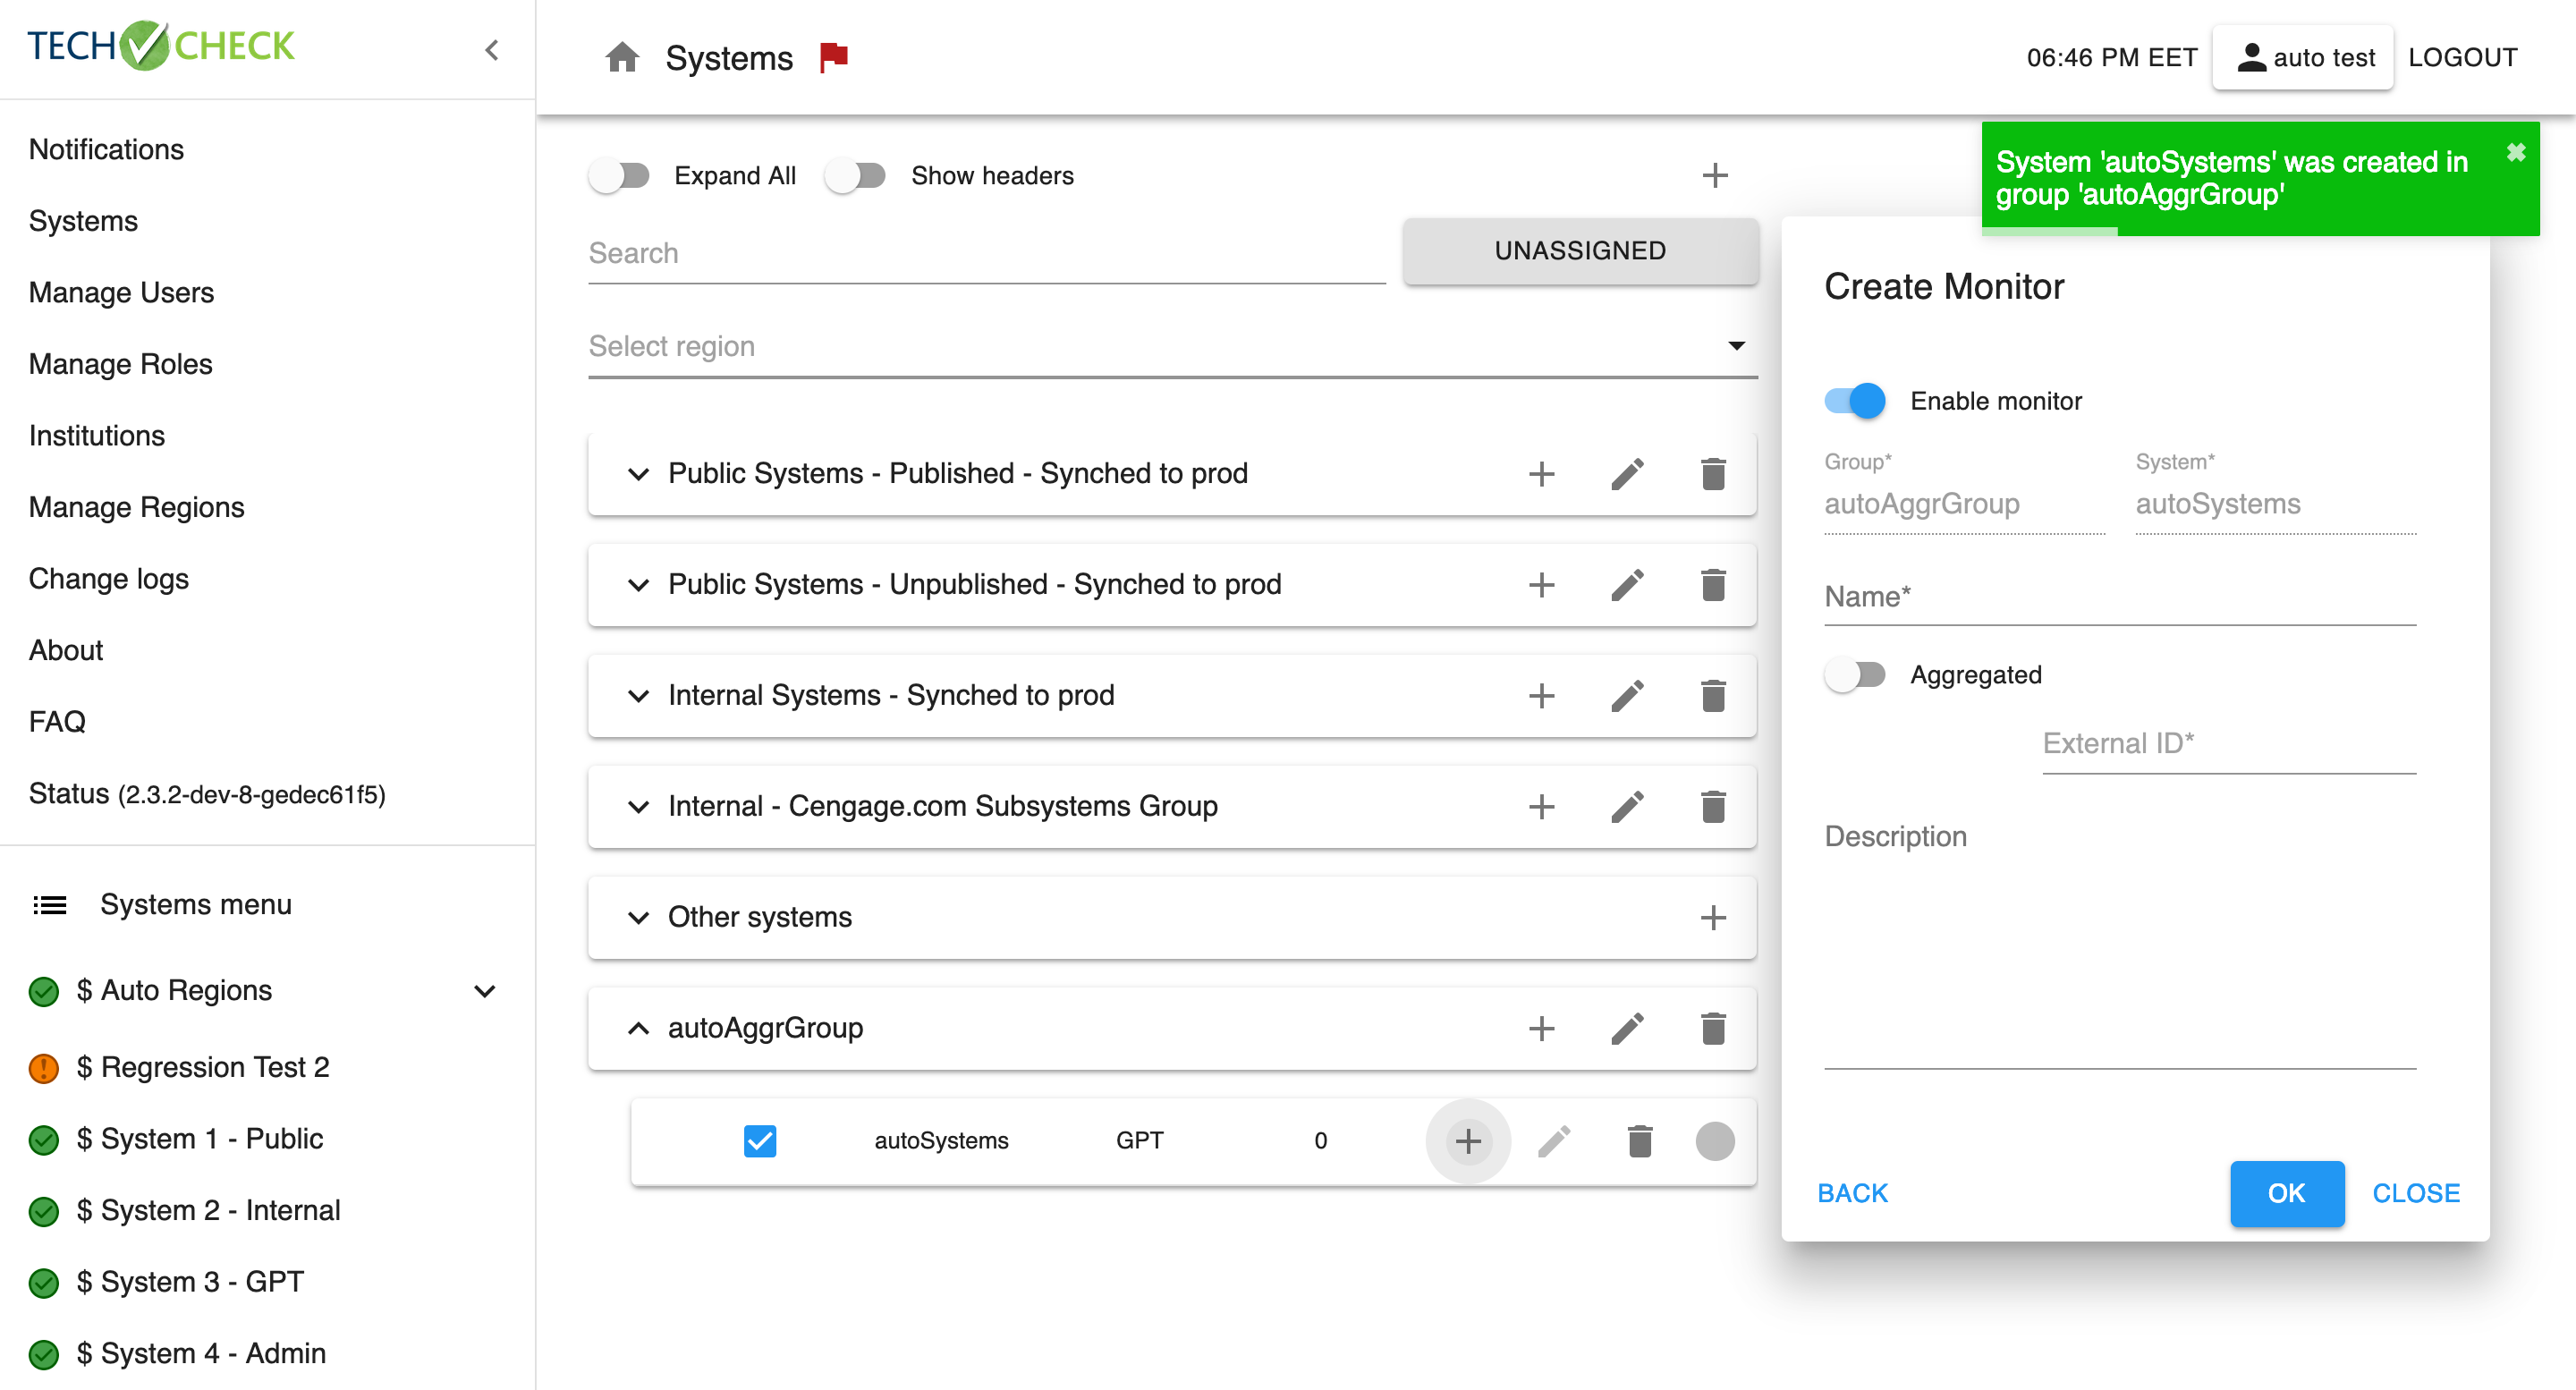 TECH CHECK
Notifications
Systems
Manage Users
Manage Roles
Institutions
Manage Regions
Change logs
About
FAQ
Status (2.3.2-dev-8-gedec61f5)
Systems menu
$ Auto Regions
$ Regression Test 2
$ System 1 - Public
$ System 2 - Internal
$ System 3 - GPT
$ System 4 - Admin
Systems
06:46 PM EET
auto test
LOGOUT
System 'autoSystems' was created in
group 'autoAggrGroup'
Expand All
Show headers
Search
UNASSIGNED
Select region
Public Systems - Published - Synched to prod
Public Systems - Unpublished - Synched to prod
Internal Systems - Synched to prod
Internal - Cengage.com Subsystems Group
Other systems
autoAggrGroup
autoSystems GPT 0
Create Monitor
Enable monitor
Group* System*
autoAggrGroup autoSystems
Name*
Aggregated
External ID*
Description
BACK OK CLOSE